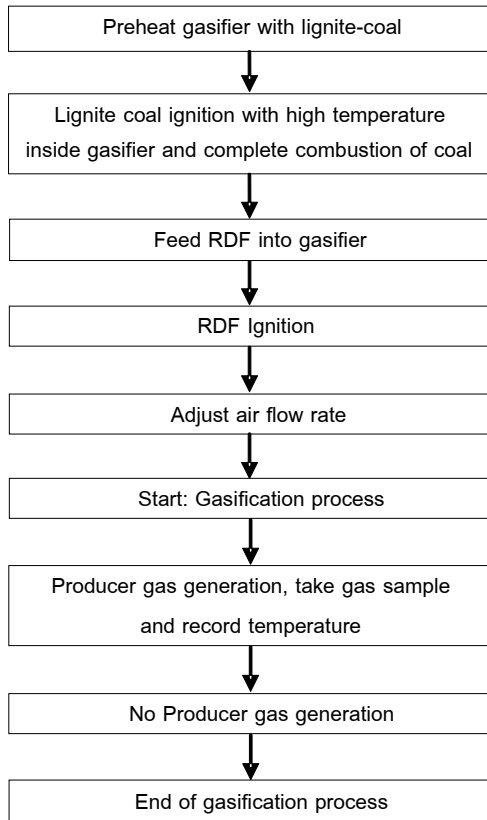 Preheat gasifier with lignite-coal
Lignite coal ignition with high temperature
inside gasifier and complete combustion of coal
Feed RDF into gasifier
RDF Ignition
Adjust air flow rate
Start: Gasification process
Producer gas generation, take gas sample
and record temperature
No Producer gas generation
End of gasification process